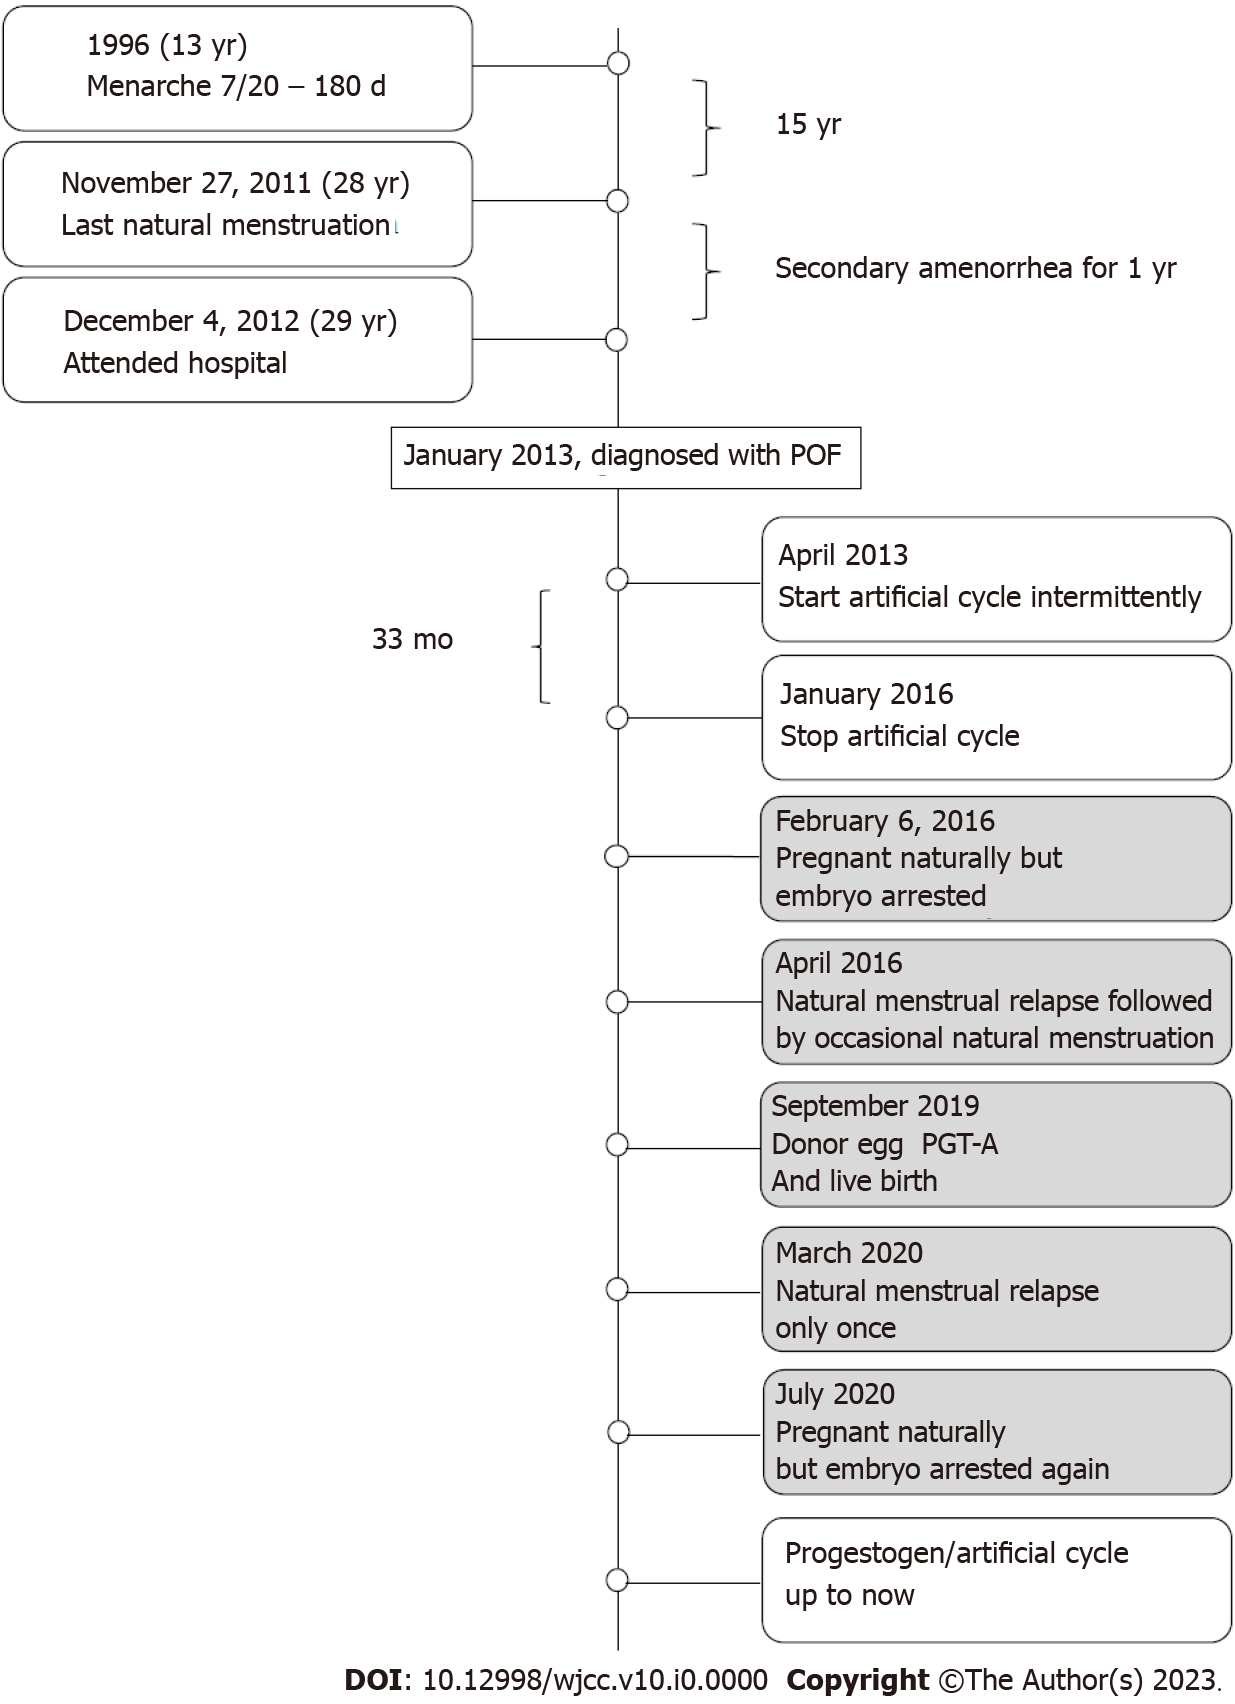 1996 (13 yr)
Menarche 7/20 – 180 d
15 yr
November 27, 2011 (28 yr)
Last natural menstruation
Secondary amenorrhea for 1 yr
December 4, 2012 (29 yr)
Attended hospital
January 2013, diagnosed with POF
April 2013
Start artificial cycle intermittently
33 mo
January 2016
Stop artificial cycle
February 6, 2016
Pregnant naturally but
embryo arrested
April 2016
Natural menstrual relapse followed
by occasional natural menstruation
September 2019
Donor egg PGT-A
And live birth
March 2020
Natural menstrual relapse
only once
July 2020
Pregnant naturally
but embryo arrested again
Progestogen/artificial cycle
up to now
DOI: 10.12998/wjcc.v10.i0.0000 Copyright ©The Author(s) 2023.